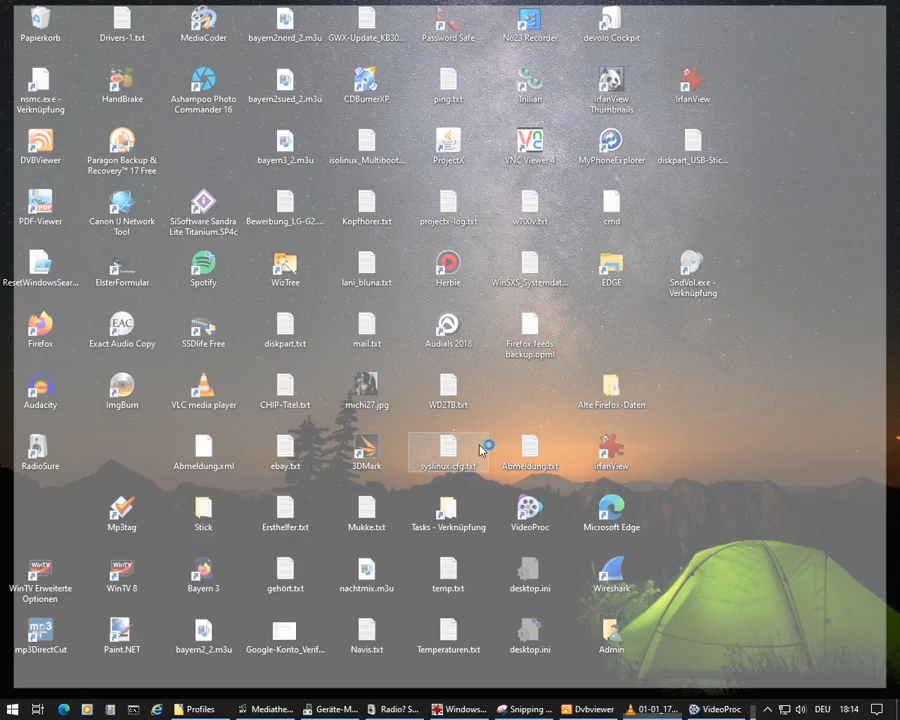 Papierkorb
Drivers-1.txt
MediaCoder
bayern2nord_2.m3u
GWX-Update_KB30...
Password Safe
No23 Recorder
devolo Cockpit
nsmc.exe -
Verknüpfung
HandBrake
Ashampoo Photo
Commander 16
bayern2sued_2.m3u
CDBurnerXP
ping.txt
Trillian
IrfanView
Thumbnails
IrfanView
DVBViewer
Paragon Backup &
Recovery™ 17 Free
bayern3_2.m3u
isolinux_Multiboot...
ProjectX
VNC Viewer 4
MyPhoneExplorer
diskpart_USB-Stic...
PDF-Viewer
Canon IJ Network
Tool
SiSoftware Sandra
Lite Titanium.SP4c
Bewerbung_LG-G2....
Kopfhörer.txt
projectx-log.txt
w700v.txt
cmd
ResetWindowsSear...
ElsterFormular
Spotify
WizTree
lani_bluna.txt
Herbie
WinSXS_Systemdat...
EDGE
SndVol.exe -
Verknüpfung
Firefox
EAC
Exact Audio Copy
SSDlife Free
diskpart.txt
mail.txt
Audials 2018
Firefox feeds
backup.opml
Audacity
ImgBurn
VLC media player
CHIP-Titel.txt
michi27.jpg
WD2TB.txt
Alte Firefox-Daten
RadioSure
Abmeldung.xml
ebay.txt
3DMark
syslinux.cfg.txt
Abmeldung.txt
IrfanView
Mp3tag
Stick
Ersthelfer.txt
Mukke.txt
Tasks - Verknüpfung
VideoProc
Microsoft Edge
WinTV Erweiterte
Optionen
WinTV 8
Bayern 3
gehört.txt
nachtmix.m3u
temp.txt
desktop.ini
Wireshark
mp3DirectCut
Paint.NET
bayern2_2.m3u
Google-Konto_Verif...
Navis.txt
Temperaturen.txt
desktop.ini
Admin
Profiles
Mediathe...
Geräte-M...
Radio? S...
Windows...
Snipping ...
Dvbviewer
01-01_17...
VideoProc
DEU
18:14